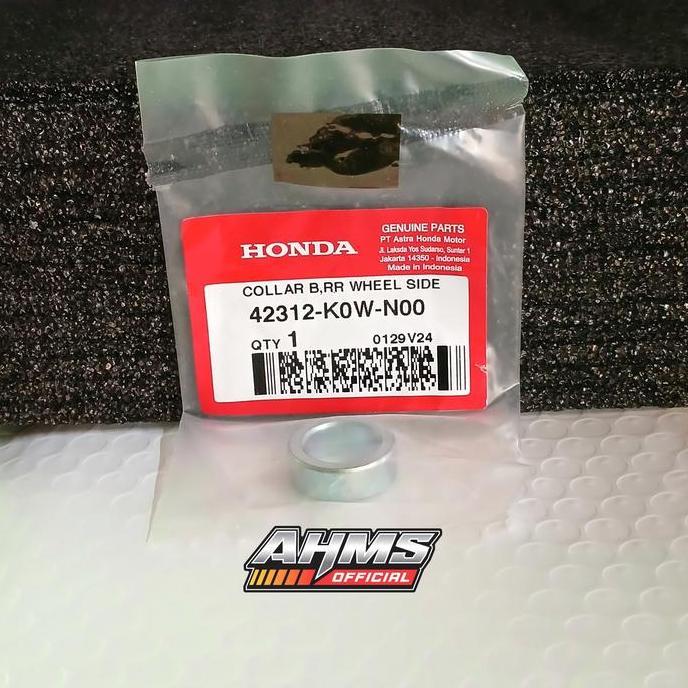 GENUINE PARTS
HONDA
PT Astra Honda Motor
Jl. Laksda Yos Sudarso, Sunter 1
Jakarta 14350 - Indonesia
Made in Indonesia
COLLAR B,RR WHEEL SIDE
42312-K0W-N00
QTY 1 0129V24
AHMS
OFFICIAL